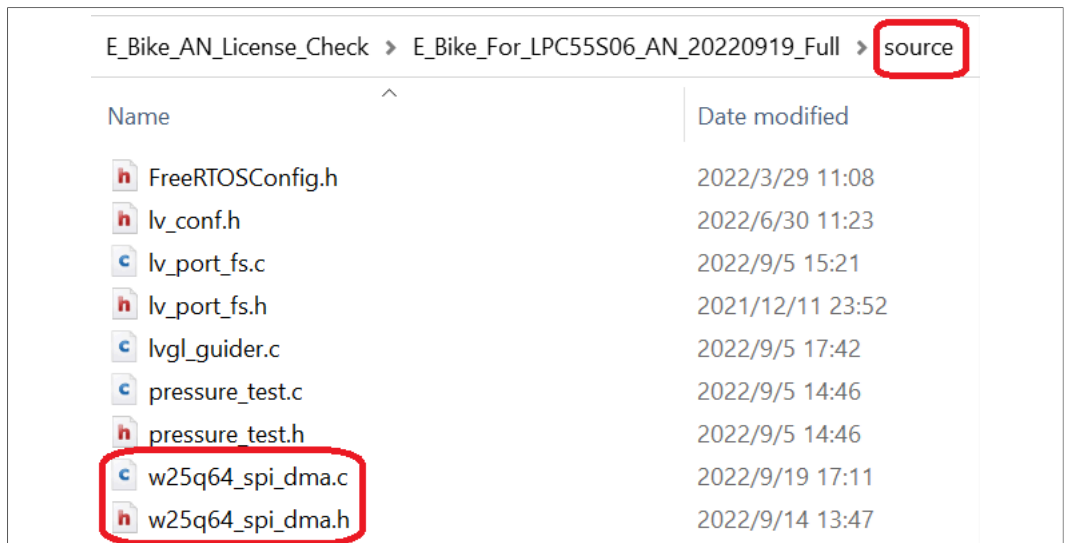 E_Bike_AN_License_Check > E_Bike_For_LPC55S06_AN_20220919_Full > source
Name Date modified
h FreeRTOSConfig.h 2022/3/29 11:08
h lv_conf.h 2022/6/30 11:23
c lv_port_fs.c 2022/9/5 15:21
h lv_port_fs.h 2021/12/11 23:52
c lvgl_guider.c 2022/9/5 17:42
c pressure_test.c 2022/9/5 14:46
h pressure_test.h 2022/9/5 14:46
c w25q64_spi_dma.c 2022/9/19 17:11
h w25q64_spi_dma.h 2022/9/14 13:47